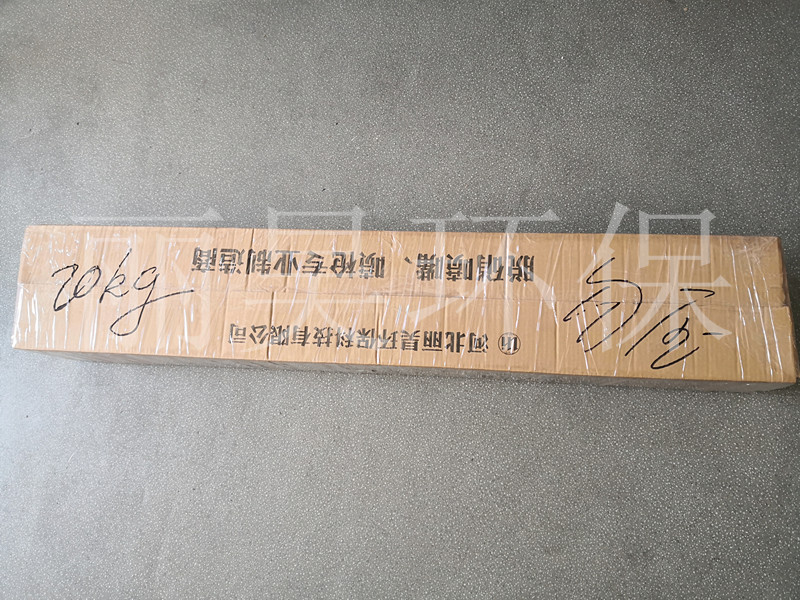 丽昊环保
20kg
河北丽昊环保科技有限公司
脱硝喷嘴、喷枪专业制造商